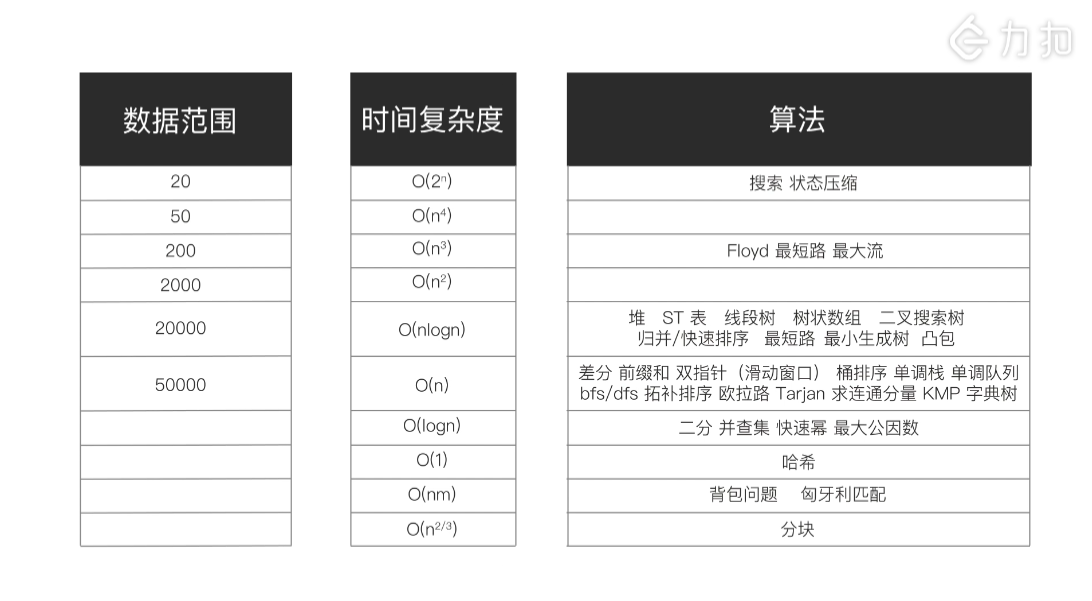 力扣
数据范围 时间复杂度 算法
20 O(2ⁿ) 搜索 状态压缩
50 O(n⁴)
200 O(n³) Floyd 最短路 最大流
2000 O(n²)
20000 O(nlogn) 堆 ST 表 线段树 树状数组 二叉搜索树
归并/快速排序 最短路 最小生成树 凸包
50000 O(n) 差分 前缀和 双指针（滑动窗口） 桶排序 单调栈 单调队列
bfs/dfs 拓补排序 欧拉路 Tarjan 求连通分量 KMP 字典树
O(logn) 二分 并查集 快速幂 最大公因数
O(1) 哈希
O(nm) 背包问题 匈牙利匹配
O(n²ᐟ³) 分块